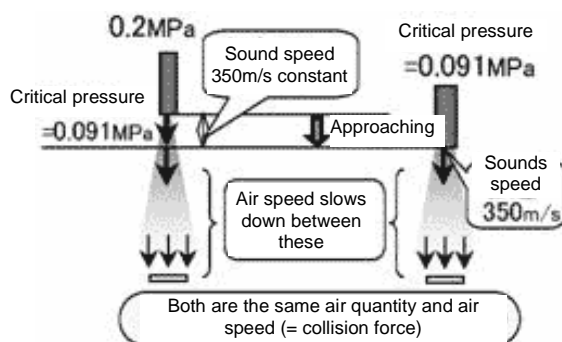 0.2MPa
Sound speed
350m/s constant
Critical pressure
=0.091MPa
Critical pressure
=0.091MPa
Approaching
Sounds
speed
350m/s
Air speed slows
down between
these
Both are the same air quantity and air
speed (= collision force)